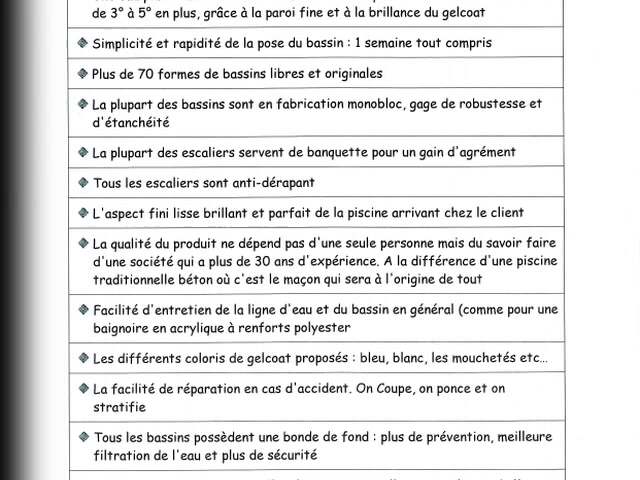 de 3° à 5° en plus, grâce à la paroi fine et à la brillance du gelcoat
Simplicité et rapidité de la pose du bassin : 1 semaine tout compris
Plus de 70 formes de bassins libres et originales
La plupart des bassins sont en fabrication monobloc, gage de robustesse et
d'étanchéité
La plupart des escaliers servent de banquette pour un gain d'agrément
Tous les escaliers sont anti-dérapant
L'aspect fini lisse brillant et parfait de la piscine arrivant chez le client
La qualité du produit ne dépend pas d'une seule personne mais du savoir faire
d'une société qui a plus de 30 ans d'expérience. A la différence d'une piscine
traditionnelle béton où c'est le maçon qui sera à l'origine de tout
Facilité d'entretien de la ligne d'eau et du bassin en général (comme pour une
baignoire en acrylique à renforts polyester
Les différents coloris de gelcoat proposés : bleu, blanc, les mouchetés etc...
La facilité de réparation en cas d'accident. On Coupe, on ponce et on
stratifie
Tous les bassins possèdent une bonde de fond : plus de prévention, meilleure
filtration de l'eau et plus de sécurité